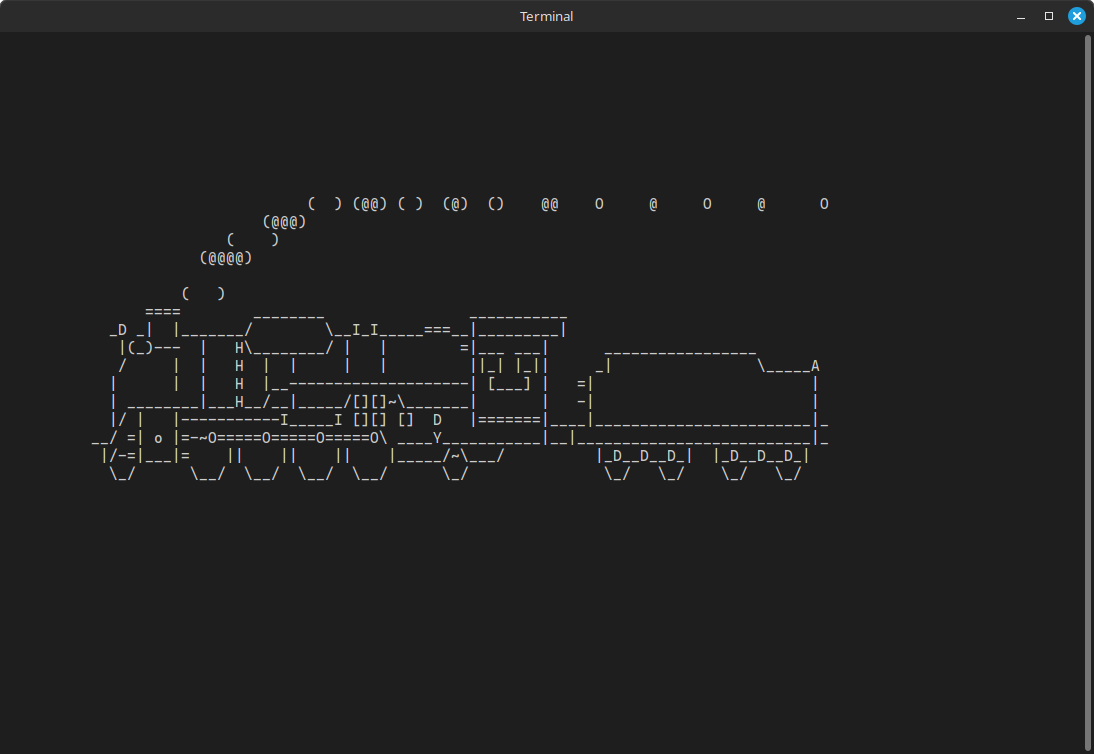 Terminal
(  ) (@@) ( )  (@)  ()    @@    O     @     O     @      O
(@@@)
(    )
(@@@@)
(   )
====        ________                ___________
_D _|  |_______/        \__I_I_____===__|_________|
|(_)---  |   H\________/ |   |        =|___ ___|      _________________
/     |  |   H  |  |     |   |         ||_| |_||     _|                \_____A
|      |  |   H  |__--------------------| [___] |   =|                        |
| ________|___H__/__|_____/[][]~\_______|       |   -|                        |
|/ |   |-----------I_____I [][] []  D   |=======|____|________________________|_
__/ =| o |=-~O=====O=====O=====O\ ____Y___________|__|__________________________|_
|/-=|___|=    ||    ||    ||    |_____/~\___/          |_D__D__D_|  |_D__D__D_|
\_/      \__/  \__/  \__/  \__/      \_/               \_/   \_/    \_/   \_/